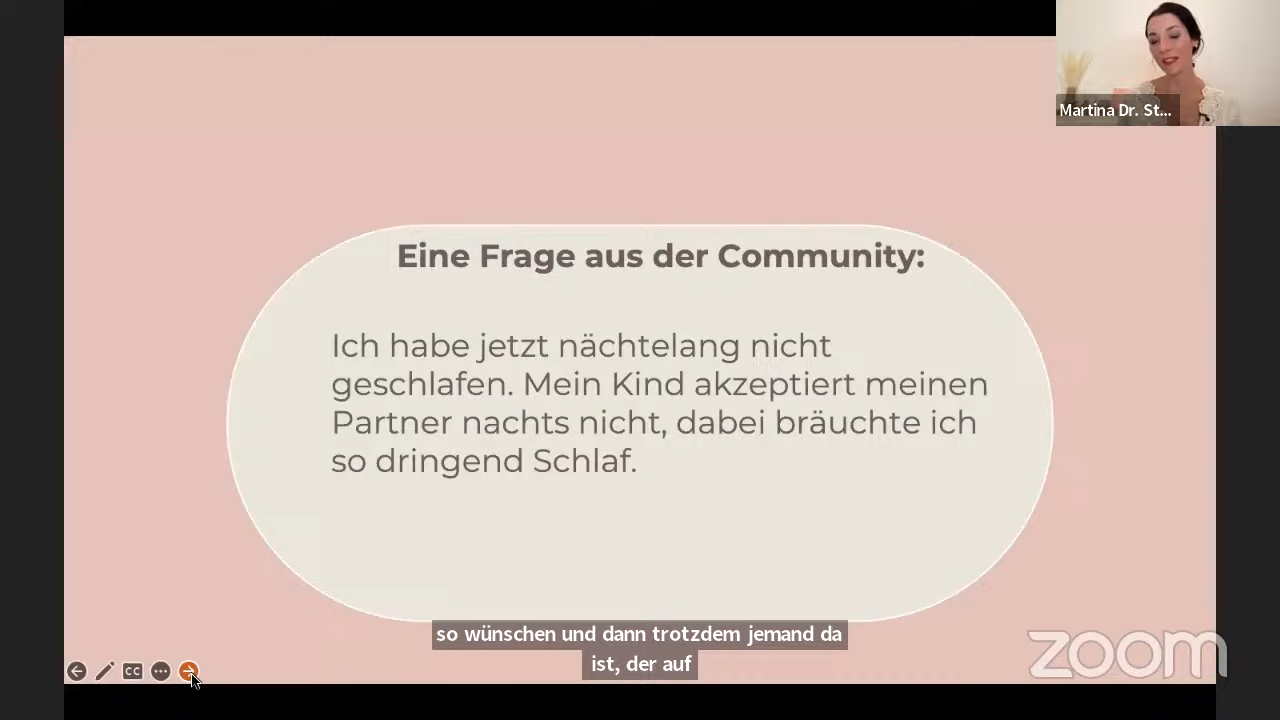 Martina Dr. St...
Eine Frage aus der Community:
Ich habe jetzt nächtelang nicht
geschlafen. Mein Kind akzeptiert meinen
Partner nachts nicht, dabei bräuchte ich
so dringend Schlaf.
so wünschen und dann trotzdem jemand da
ist, der auf
CC
zoom